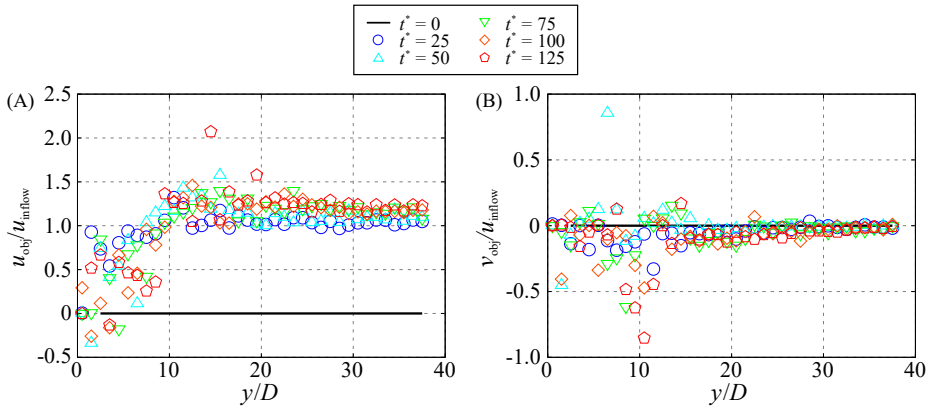 t* = 0
t* = 25
t* = 50
t* = 75
t* = 100
t* = 125
(A)
2.5
2.0
1.5
1.0
0.5
0
-0.5
0
10
20
30
40
y/D
u_obj/u_inflow
(B)
1.0
0.5
0
-0.5
-1.0
0
10
20
30
40
y/D
v_obj/u_inflow